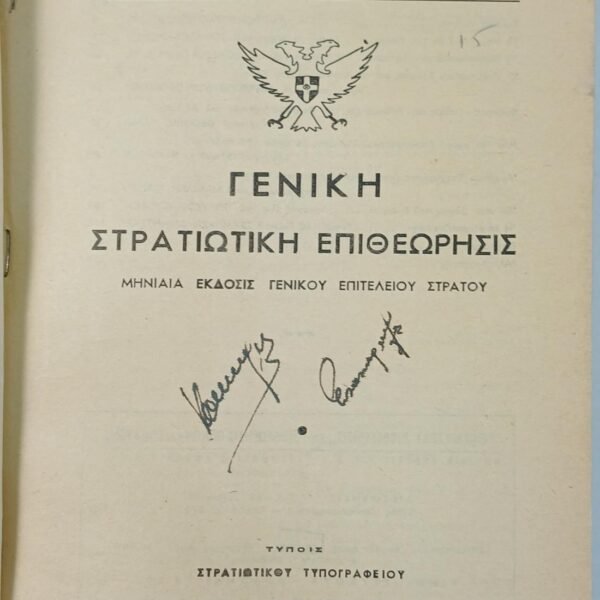 15
ΓΕΝΙΚΗ
ΣΤΡΑΤΙΩΤΙΚΗ ΕΠΙΘΕΩΡΗΣΙΣ
ΜΗΝΙΑΙΑ ΕΚΔΟΣΙΣ ΓΕΝΙΚΟΥ ΕΠΙΤΕΛΕΙΟΥ ΣΤΡΑΤΟΥ
ΤΥΠΟΙΣ
ΣΤΡΑΤΙΩΤΙΚΟΥ ΤΥΠΟΓΡΑΦΕΙΟΥ